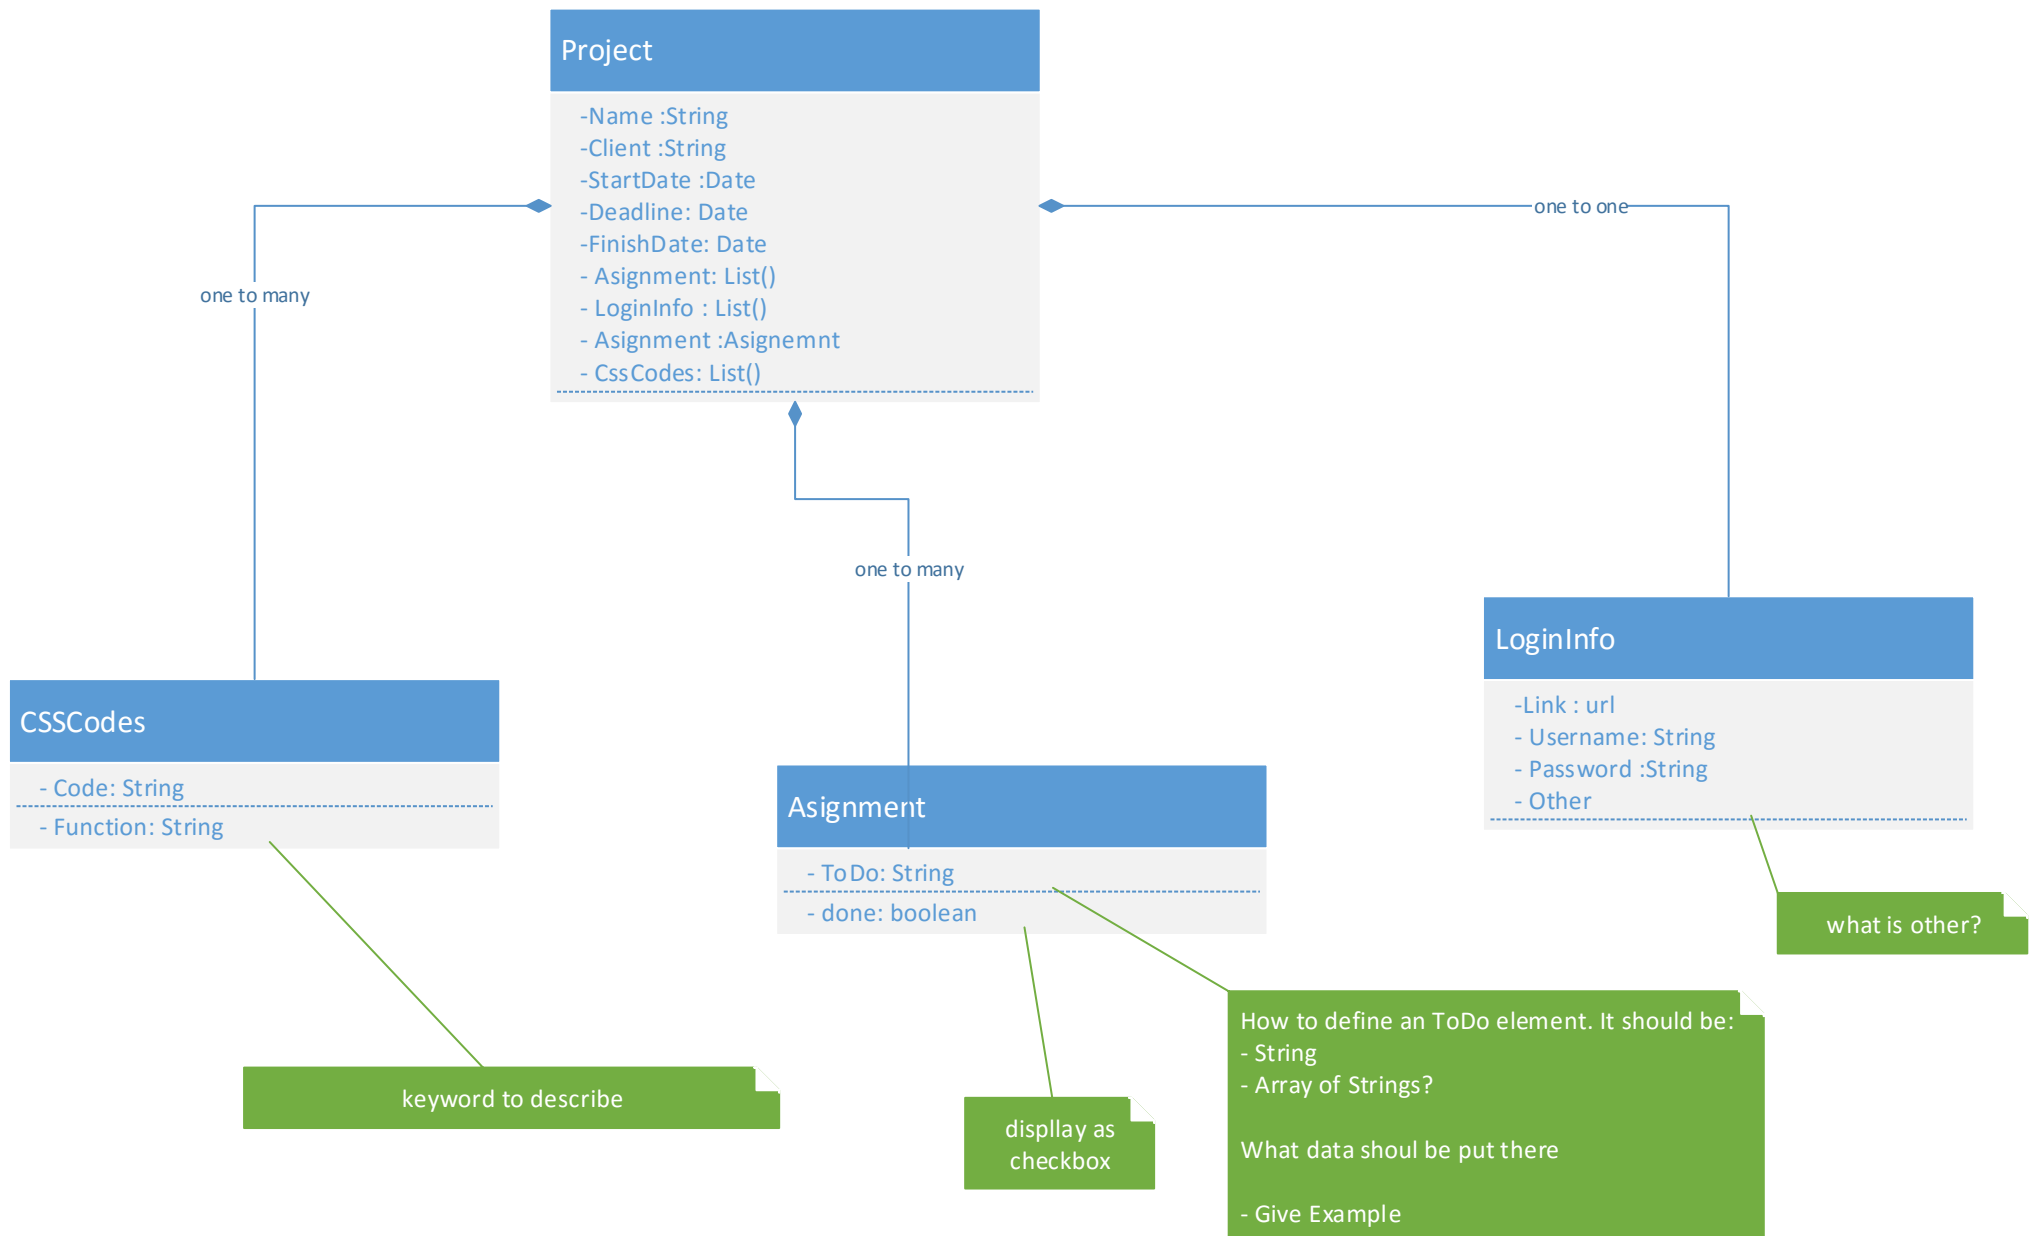 Project
-Name :String
-Client :String
-StartDate :Date
-Deadline: Date
-FinishDate: Date
- Asignment: List()
- LoginInfo : List()
- Asignment :Asignemnt
- CssCodes: List()
one to one
one to many
one to many
LoginInfo
-Link : url
- Username: String
- Password :String
- Other
CSSCodes
- Code: String
- Function: String
Asignment
- ToDo: String
- done: boolean
what is other?
How to define an ToDo element. It should be:
- String
- Array of Strings?
What data shoul be put there
- Give Example
keyword to describe
displlay as
checkbox